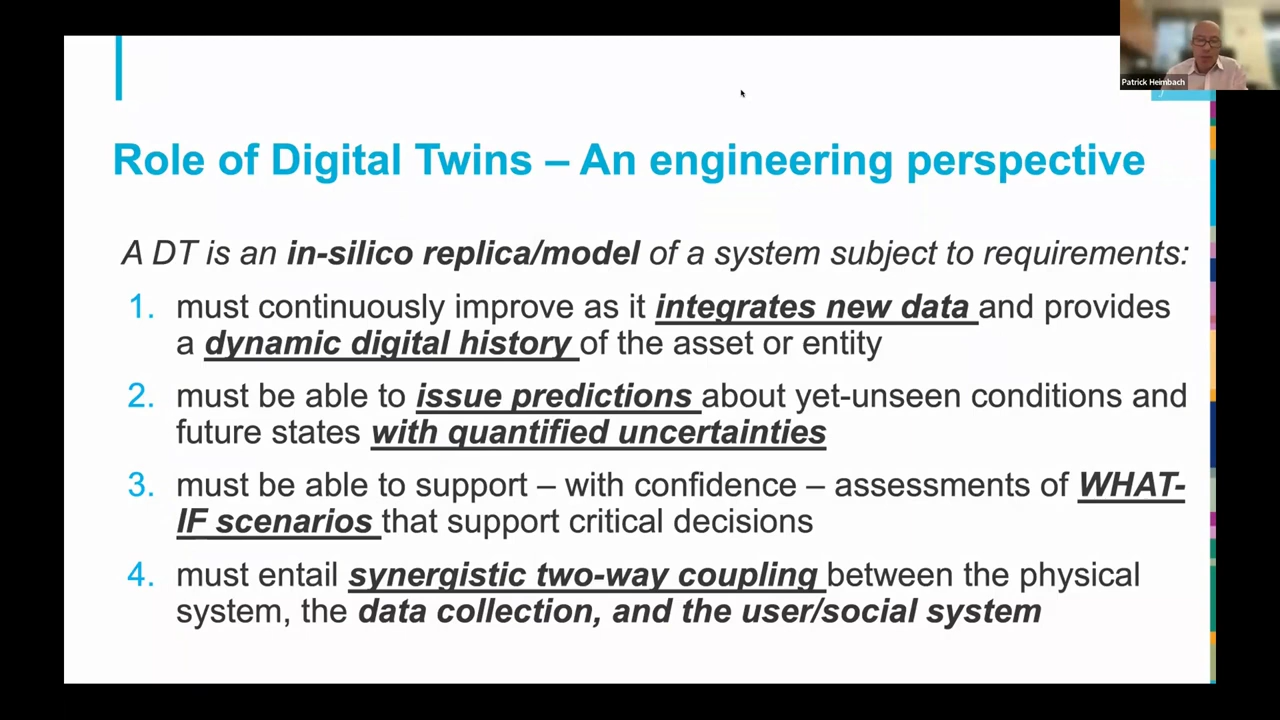 Patrick Heimbach
Role of Digital Twins – An engineering perspective
A DT is an in-silico replica/model of a system subject to requirements:
1. must continuously improve as it integrates new data and provides
a dynamic digital history of the asset or entity
2. must be able to issue predictions about yet-unseen conditions and
future states with quantified uncertainties
3. must be able to support – with confidence – assessments of WHAT-
IF scenarios that support critical decisions
4. must entail synergistic two-way coupling between the physical
system, the data collection, and the user/social system